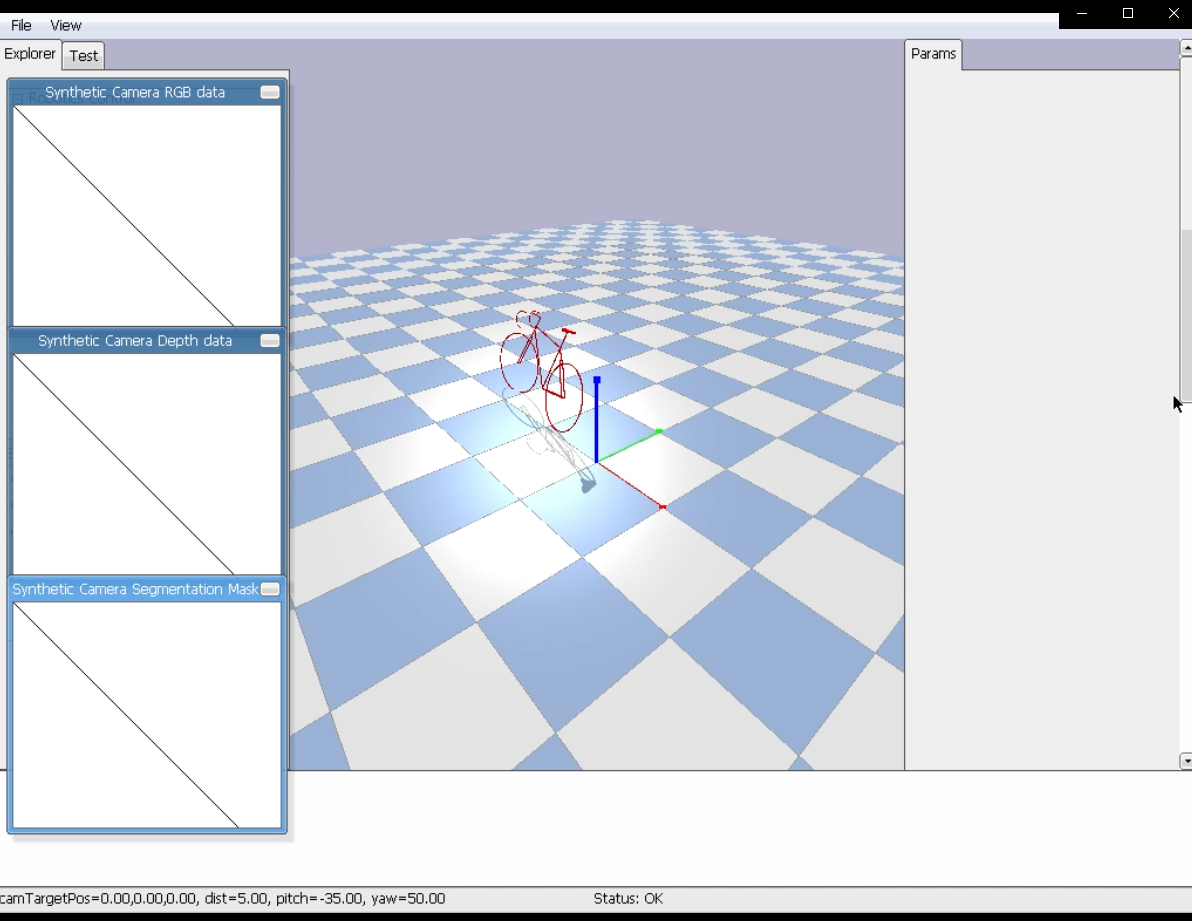 File View
Explorer Test
Params
Synthetic Camera RGB data
Synthetic Camera Depth data
Synthetic Camera Segmentation Mask
camTargetPos=0.00,0.00,0.00, dist=5.00, pitch=-35.00, yaw=50.00
Status: OK